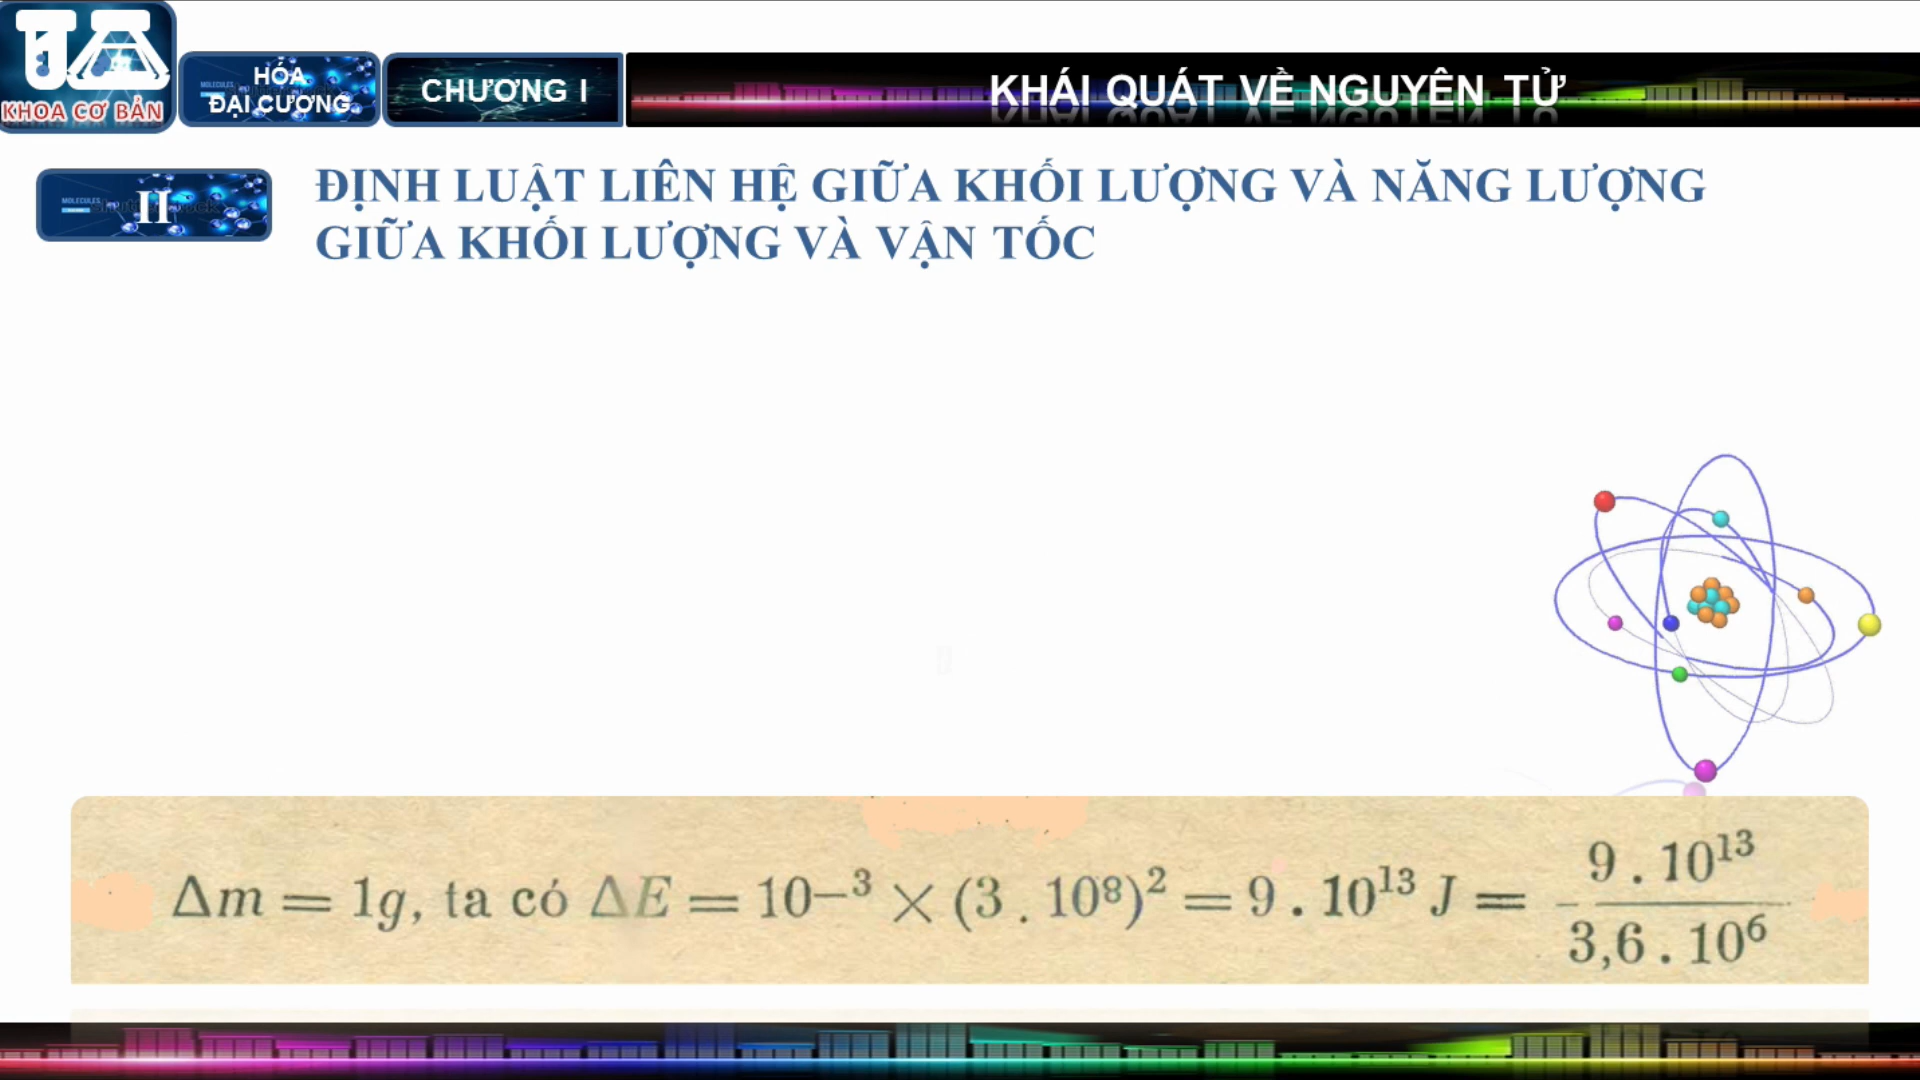 KHOA CƠ BẢN
HÓA
ĐẠI CƯƠNG
CHƯƠNG I
KHÁI QUÁT VỀ NGUYÊN TỬ
II
ĐỊNH LUẬT LIÊN HỆ GIỮA KHỐI LƯỢNG VÀ NĂNG LƯỢNG
GIỮA KHỐI LƯỢNG VÀ VẬN TỐC
Δm = 1g, ta có ΔE = 10⁻³ × (3 . 10⁸)² = 9 . 10¹³ J = 9 . 10¹³ / 3,6 . 10⁶